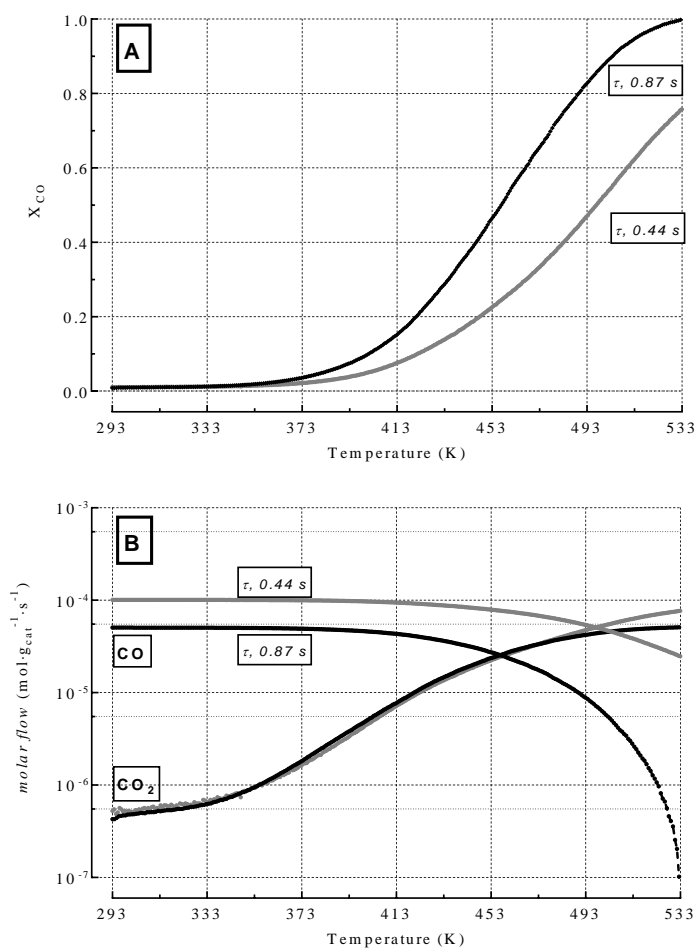 A
1.0
0.8
0.6
0.4
0.2
0.0
X_CO
τ, 0.87 s
τ, 0.44 s
293 333 373 413 453 493 533
Temperature (K)
B
10⁻³
10⁻⁴
10⁻⁵
10⁻⁶
10⁻⁷
molar flow (mol·g_cat⁻¹·s⁻¹)
τ, 0.44 s
τ, 0.87 s
CO
CO₂
293 333 373 413 453 493 533
Temperature (K)